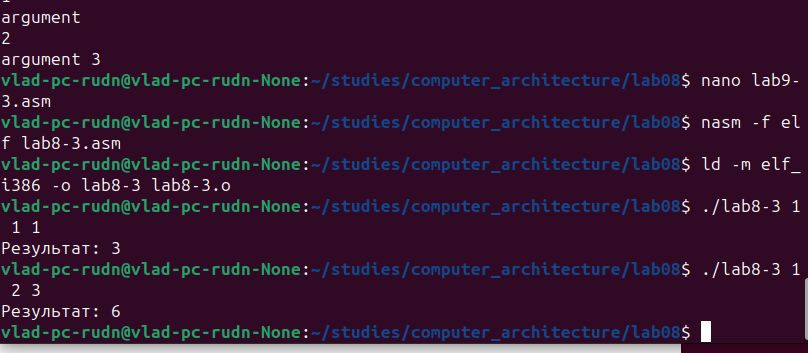 argument
2
argument 3
vlad-pc-rudn@vlad-pc-rudn-None:~/studies/computer_architecture/lab08$ nano lab9-
3.asm
vlad-pc-rudn@vlad-pc-rudn-None:~/studies/computer_architecture/lab08$ nasm -f el
f lab8-3.asm
vlad-pc-rudn@vlad-pc-rudn-None:~/studies/computer_architecture/lab08$ ld -m elf_
i386 -o lab8-3 lab8-3.o
vlad-pc-rudn@vlad-pc-rudn-None:~/studies/computer_architecture/lab08$ ./lab8-3 1
 1 1
Результат: 3
vlad-pc-rudn@vlad-pc-rudn-None:~/studies/computer_architecture/lab08$ ./lab8-3 1
 2 3
Результат: 6
vlad-pc-rudn@vlad-pc-rudn-None:~/studies/computer_architecture/lab08$